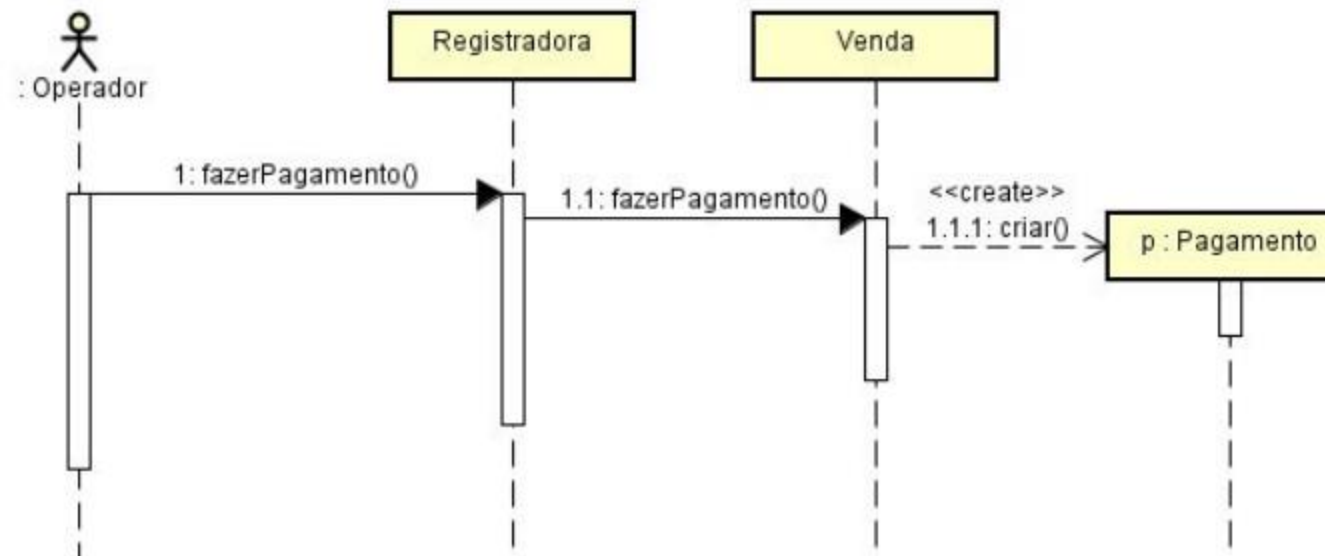 : Operador
Registradora
Venda
1: fazerPagamento()
1.1: fazerPagamento()
<<create>>
1.1.1: criar()
p : Pagamento